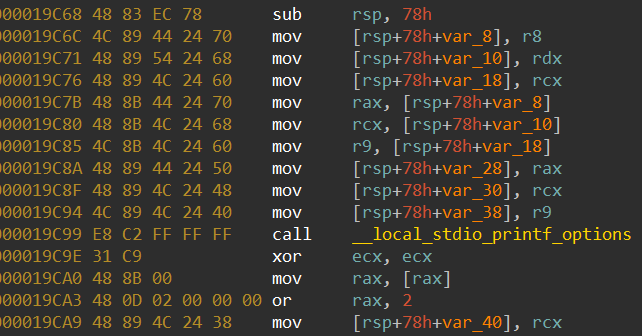 000019C68 48 83 EC 78 sub rsp, 78h
000019C6C 4C 89 44 24 70 mov [rsp+78h+var_8], r8
000019C71 48 89 54 24 68 mov [rsp+78h+var_10], rdx
000019C76 48 89 4C 24 60 mov [rsp+78h+var_18], rcx
000019C7B 48 8B 44 24 70 mov rax, [rsp+78h+var_8]
000019C80 48 8B 4C 24 68 mov rcx, [rsp+78h+var_10]
000019C85 4C 8B 4C 24 60 mov r9, [rsp+78h+var_18]
000019C8A 48 89 44 24 50 mov [rsp+78h+var_28], rax
000019C8F 48 89 4C 24 48 mov [rsp+78h+var_30], rcx
000019C94 4C 89 4C 24 40 mov [rsp+78h+var_38], r9
000019C99 E8 C2 FF FF FF call __local_stdio_printf_options
000019C9E 31 C9 xor ecx, ecx
000019CA0 48 8B 00 mov rax, [rax]
000019CA3 48 0D 02 00 00 00 or rax, 2
000019CA9 48 89 4C 24 38 mov [rsp+78h+var_40], rcx